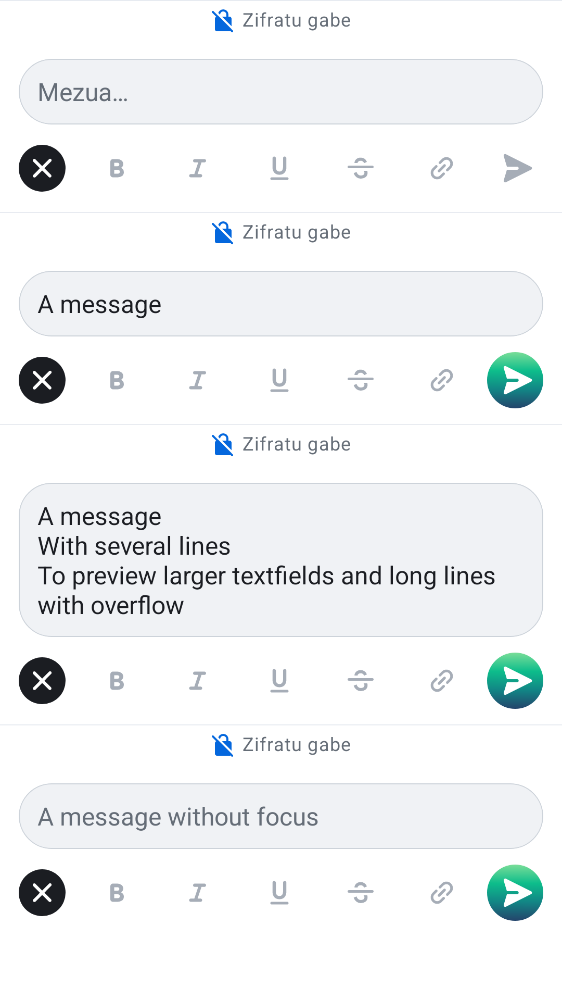 Zifratu gabe
Mezua…
Zifratu gabe
A message
Zifratu gabe
A message
With several lines
To preview larger textfields and long lines
with overflow
Zifratu gabe
A message without focus